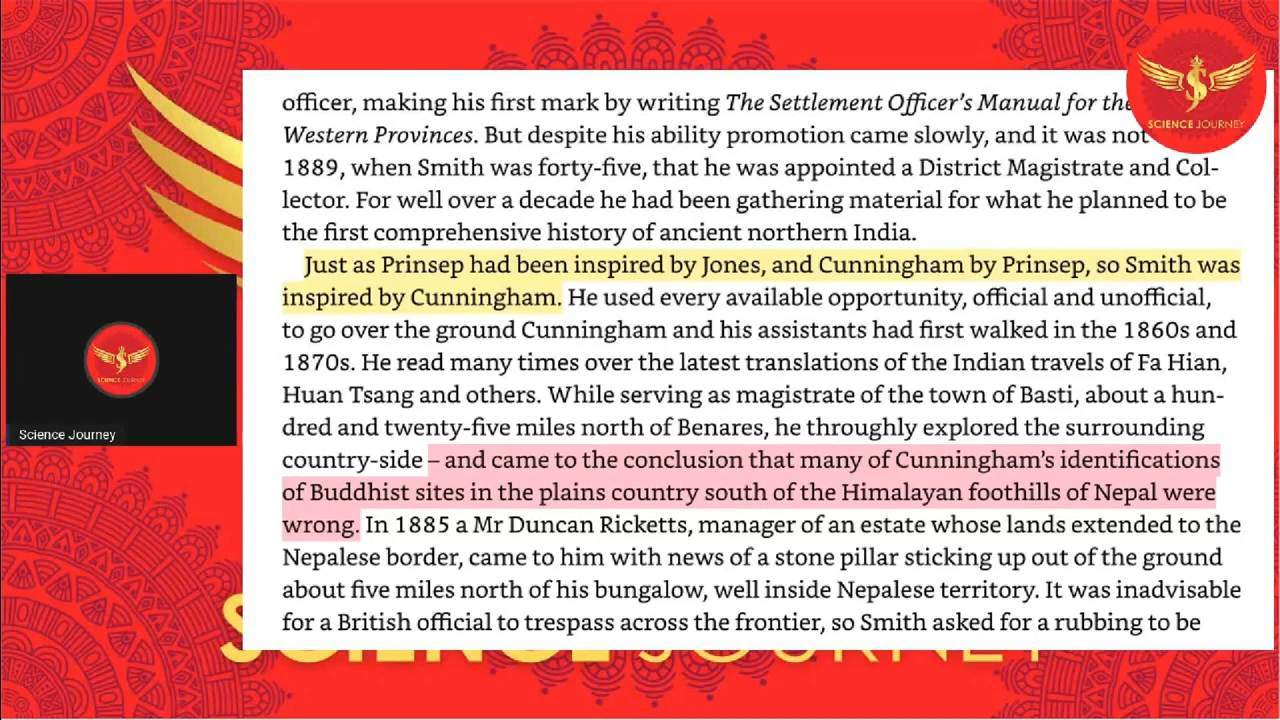 officer, making his first mark by writing The Settlement Officer's Manual for the
Western Provinces. But despite his ability promotion came slowly, and it was not
1889, when Smith was forty-five, that he was appointed a District Magistrate and Col-
lector. For well over a decade he had been gathering material for what he planned to be
the first comprehensive history of ancient northern India.
Just as Prinsep had been inspired by Jones, and Cunningham by Prinsep, so Smith was
inspired by Cunningham. He used every available opportunity, official and unofficial,
to go over the ground Cunningham and his assistants had first walked in the 1860s and
1870s. He read many times over the latest translations of the Indian travels of Fa Hian,
Huan Tsang and others. While serving as magistrate of the town of Basti, about a hun-
dred and twenty-five miles north of Benares, he throughly explored the surrounding
country-side – and came to the conclusion that many of Cunningham's identifications
of Buddhist sites in the plains country south of the Himalayan foothills of Nepal were
wrong. In 1885 a Mr Duncan Ricketts, manager of an estate whose lands extended to the
Nepalese border, came to him with news of a stone pillar sticking up out of the ground
about five miles north of his bungalow, well inside Nepalese territory. It was inadvisable
for a British official to trespass across the frontier, so Smith asked for a rubbing to be
SCIENCE JOURNEY
SCIENCE JOURNEY
Science Journey